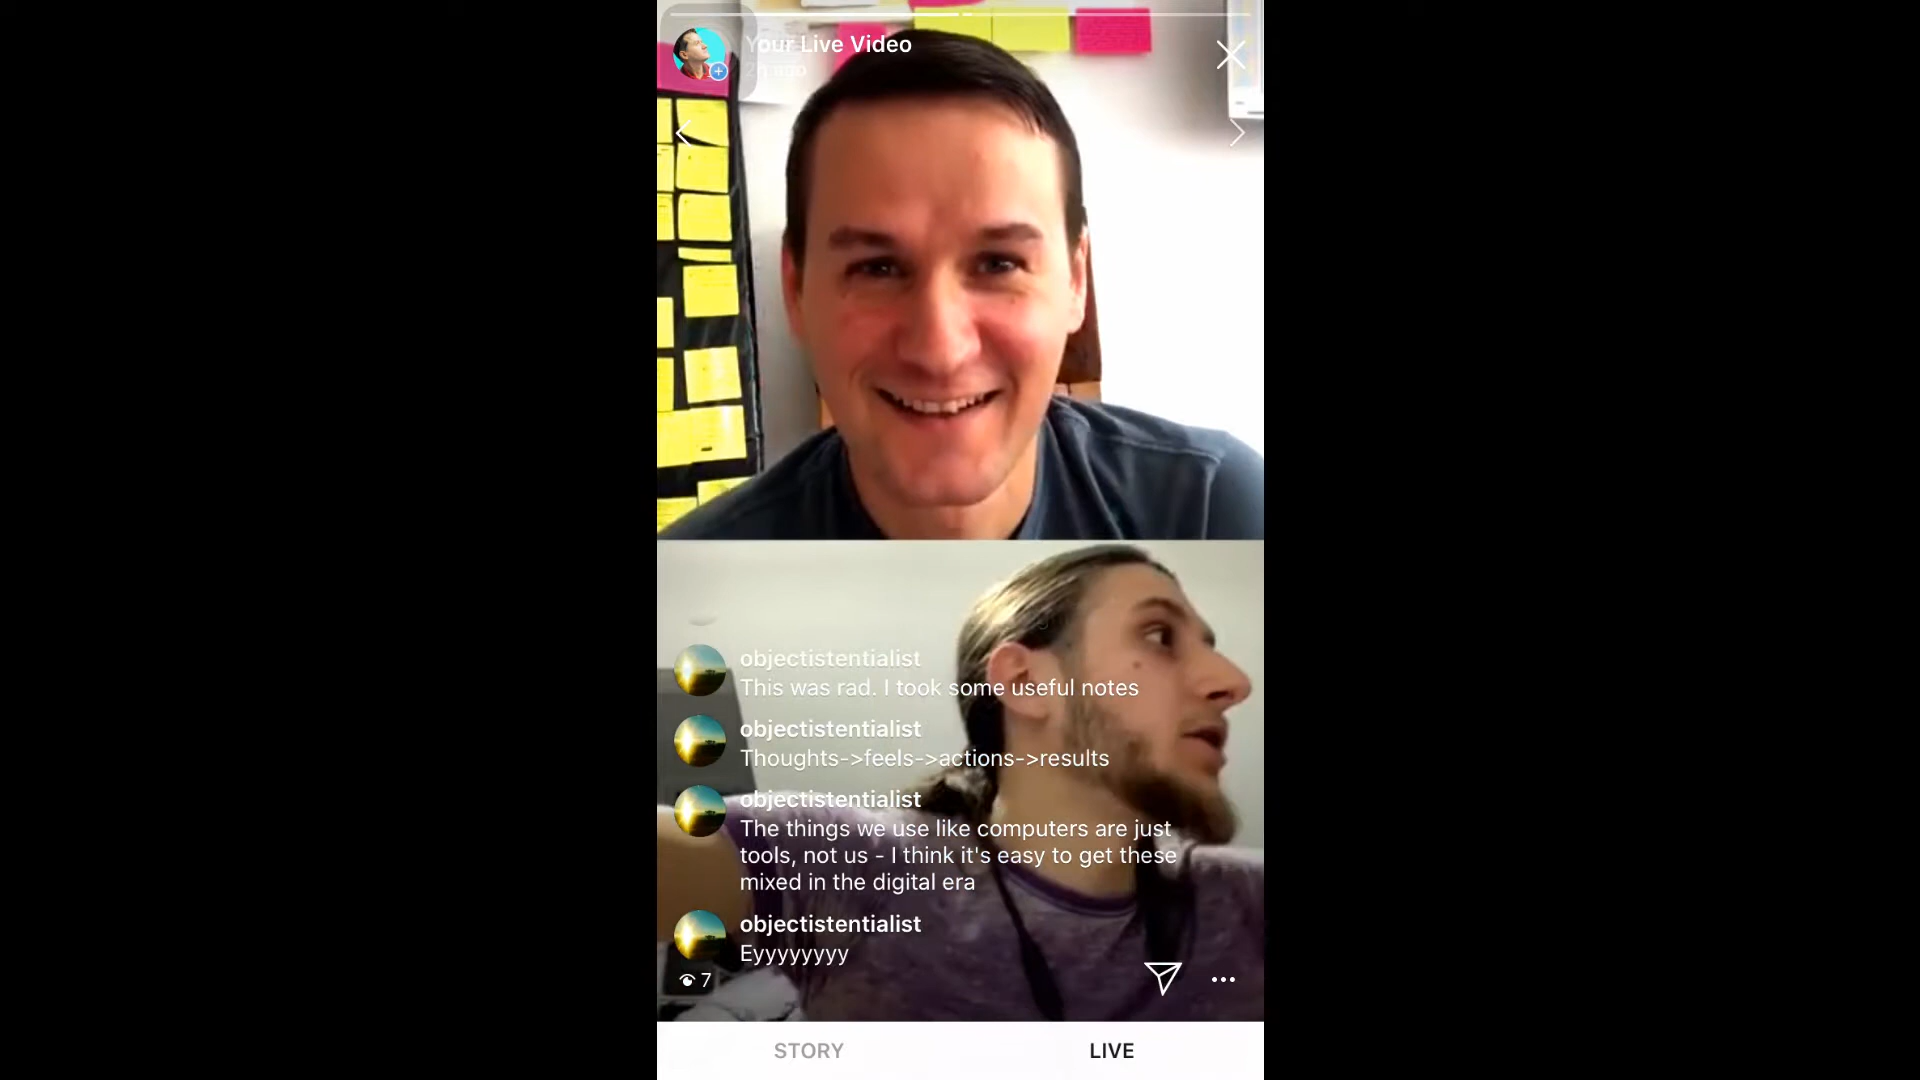 Your Live Video
2h ago
objectistentialist
This was rad. I took some useful notes
objectistentialist
Thoughts->feels->actions->results
objectistentialist
The things we use like computers are just
tools, not us - I think it's easy to get these
mixed in the digital era
objectistentialist
Eyyyyyyyy
7
STORY
LIVE